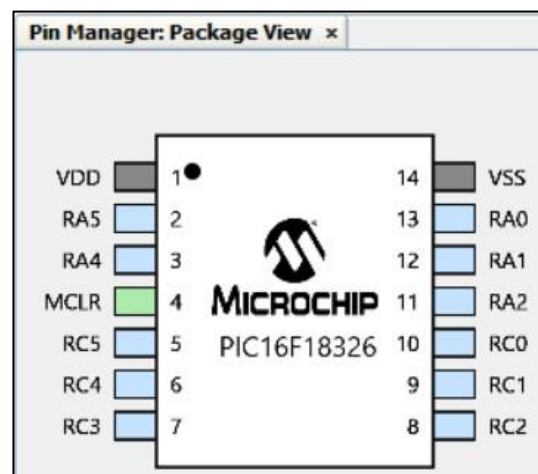 Pin Manager: Package View ×
VDD 1 14 VSS
RA5 2 13 RA0
RA4 3 12 RA1
MCLR 4 MICROCHIP 11 RA2
RC5 5 PIC16F18326 10 RC0
RC4 6 9 RC1
RC3 7 8 RC2